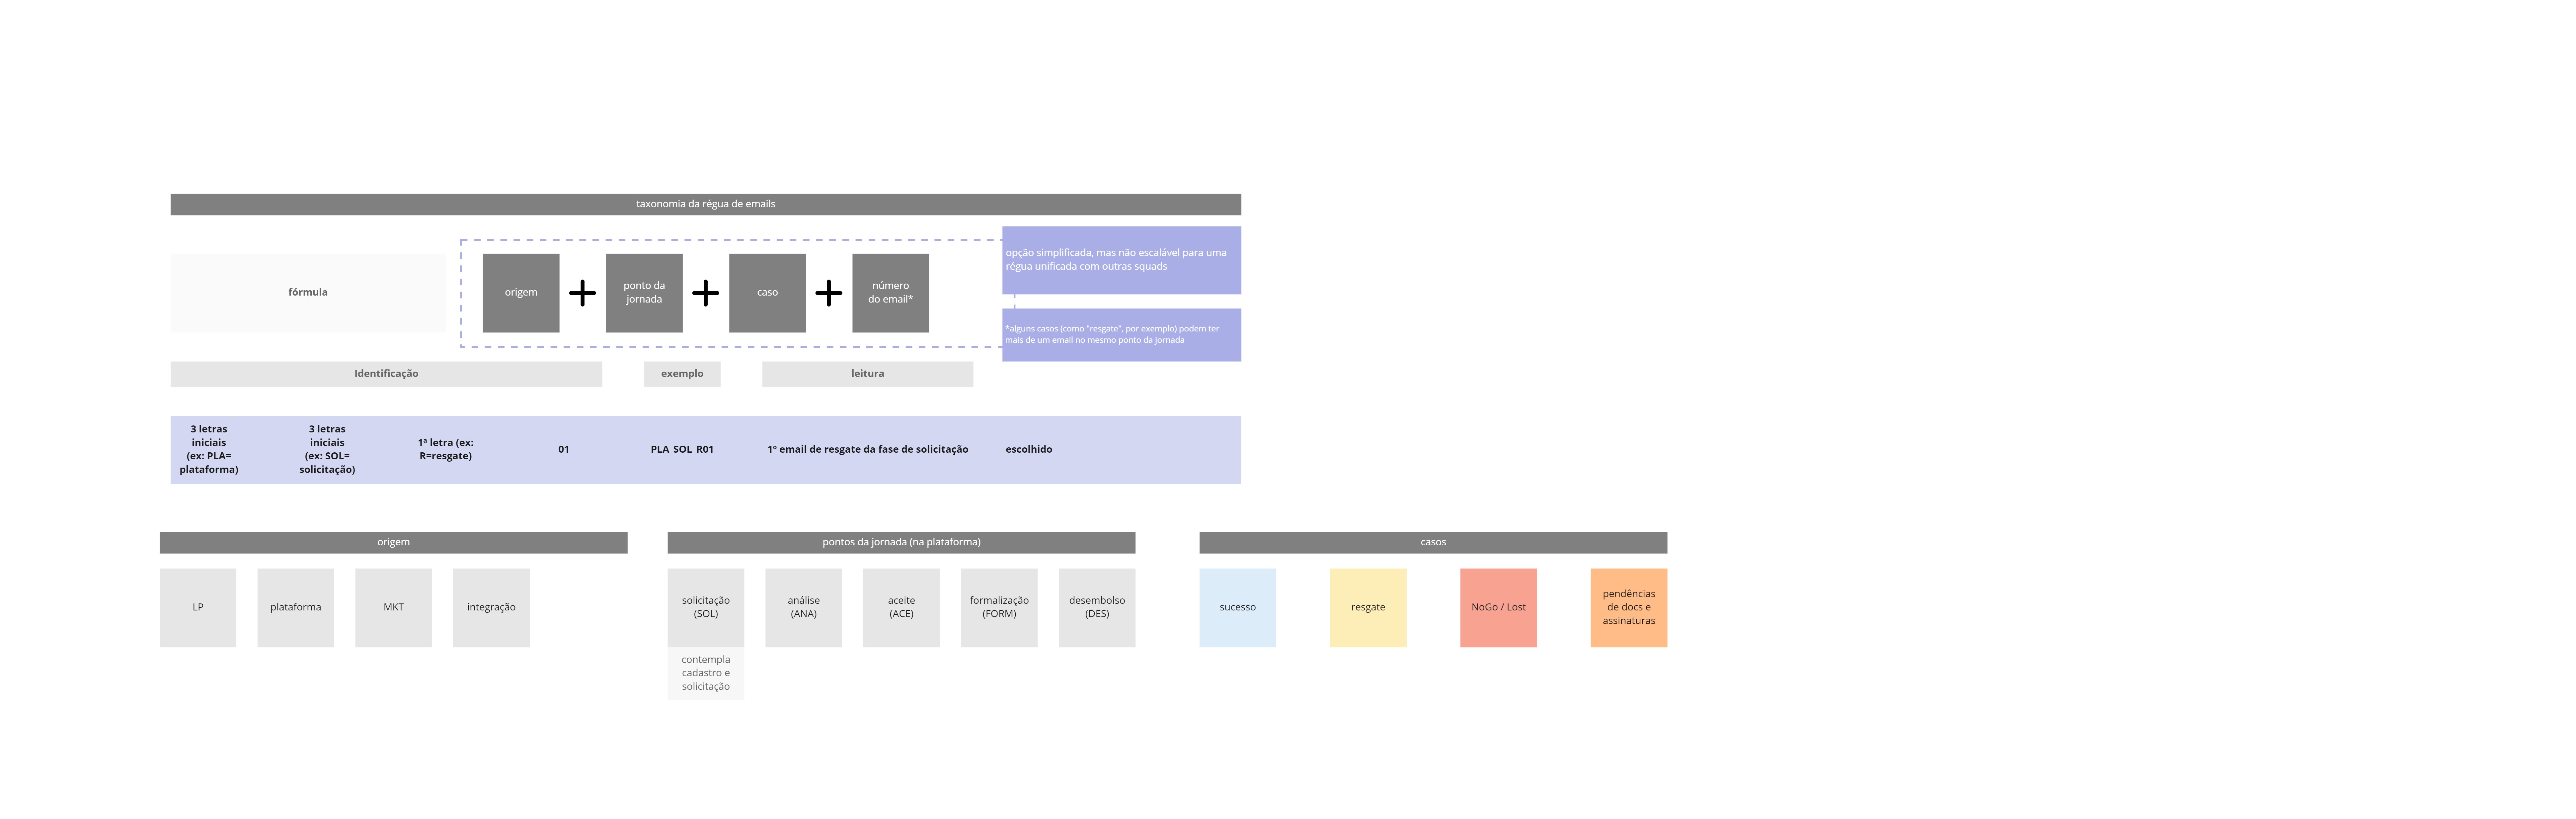 taxonomia da régua de emails
opção simplificada, mas não escalável para uma
régua unificada com outras squads
fórmula
origem
ponto da
jornada
caso
número
do email*
*alguns casos (como "resgate", por exemplo) podem ter
mais de um email no mesmo ponto da jornada
Identificação
exemplo
leitura
3 letras
iniciais
(ex: PLA=
plataforma)
3 letras
iniciais
(ex: SOL=
solicitação)
1ª letra (ex:
R=resgate)
01
PLA_SOL_R01
1º email de resgate da fase de solicitação
escolhido
origem
LP
plataforma
MKT
integração
pontos da jornada (na plataforma)
solicitação
(SOL)
contempla
cadastro e
solicitação
análise
(ANA)
aceite
(ACE)
formalização
(FORM)
desembolso
(DES)
casos
sucesso
resgate
NoGo / Lost
pendências
de docs e
assinaturas